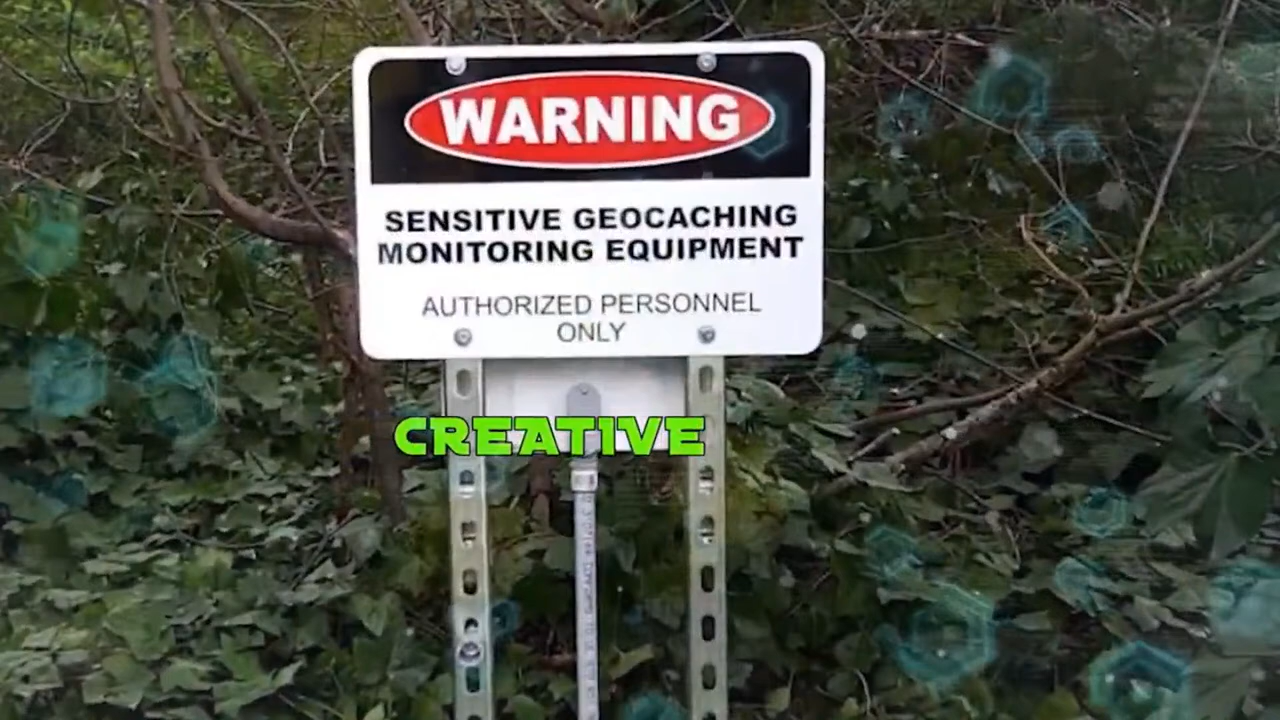 WARNING
SENSITIVE GEOCACHING
MONITORING EQUIPMENT
AUTHORIZED PERSONNEL
ONLY
CREATIVE